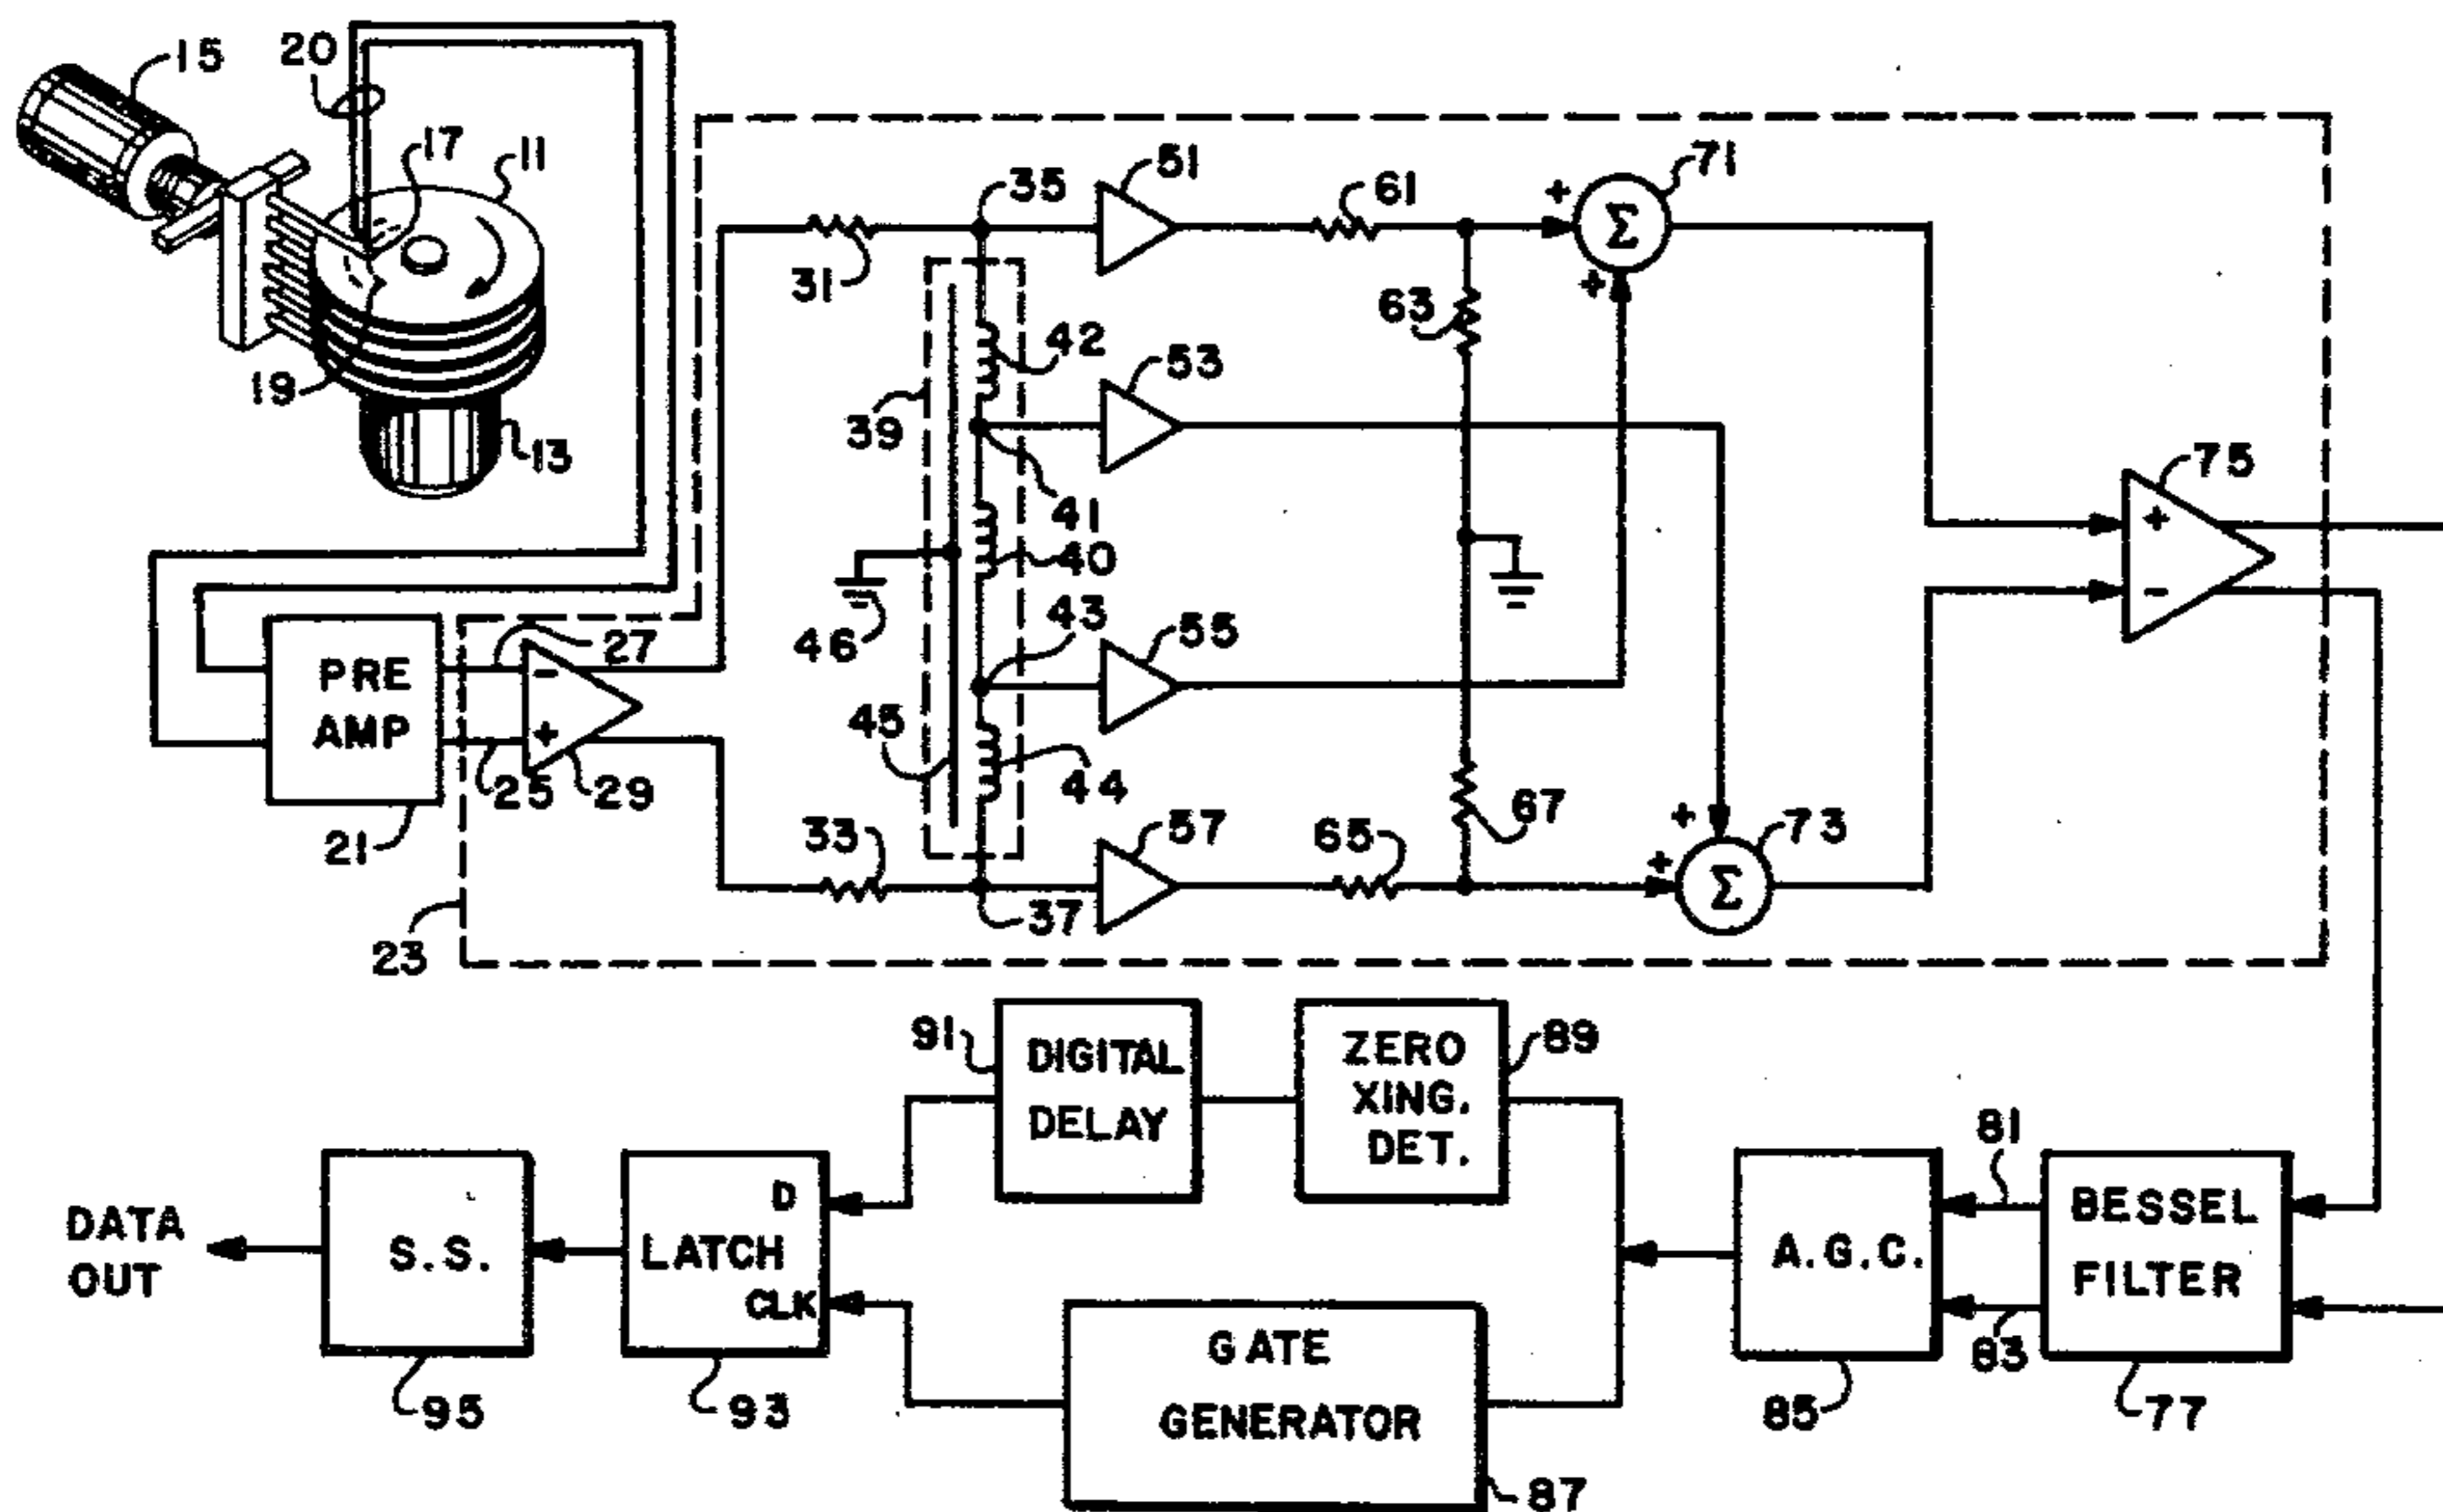 15
20
17
11
19
13
31
35
51
61
71
+
+
Σ
63
42
53
39
41
40
43
46
55
45
44
75
+
-
PRE
AMP
21
27
-
+
25
29
23
33
37
57
65
67
+
+
73
Σ
91
DIGITAL
DELAY
ZERO
XING.
DET.
89
DATA
OUT
S.S.
95
D
LATCH
CLK
93
GATE
GENERATOR
87
A.G.C.
85
81
83
BESSEL
FILTER
77